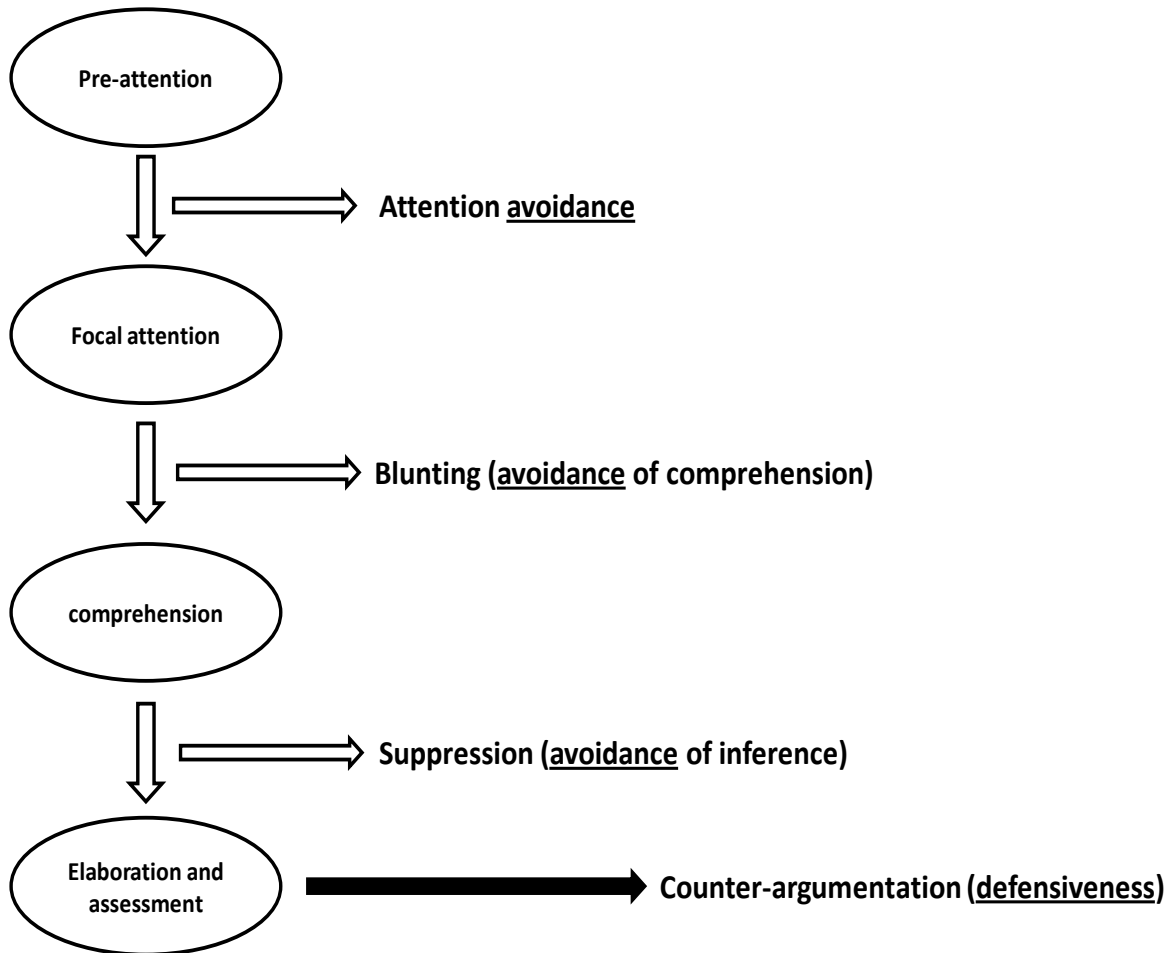 Pre-attention
Attention avoidance
Focal attention
Blunting (avoidance of comprehension)
comprehension
Suppression (avoidance of inference)
Elaboration and
assessment
Counter-argumentation (defensiveness)